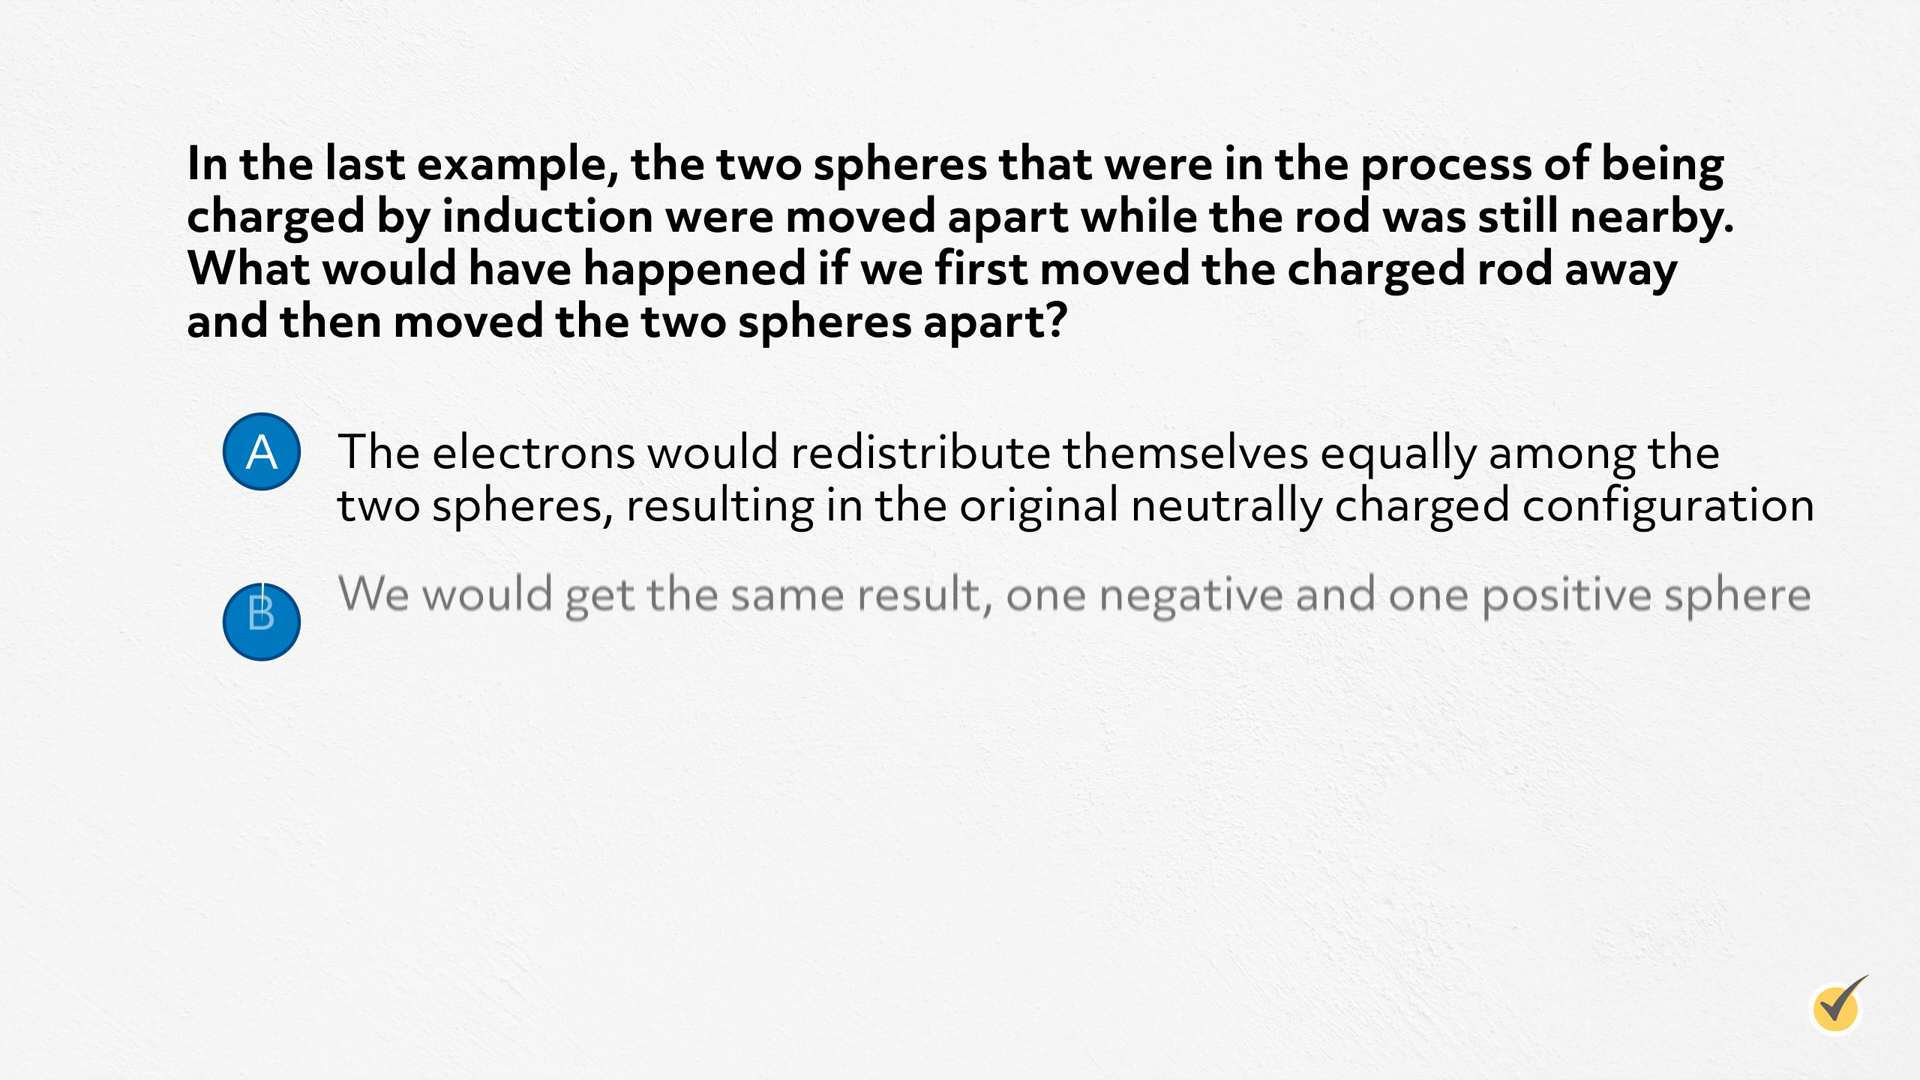 In the last example, the two spheres that were in the process of being
charged by induction were moved apart while the rod was still nearby.
What would have happened if we first moved the charged rod away
and then moved the two spheres apart?
A The electrons would redistribute themselves equally among the
two spheres, resulting in the original neutrally charged configuration
B We would get the same result, one negative and one positive sphere